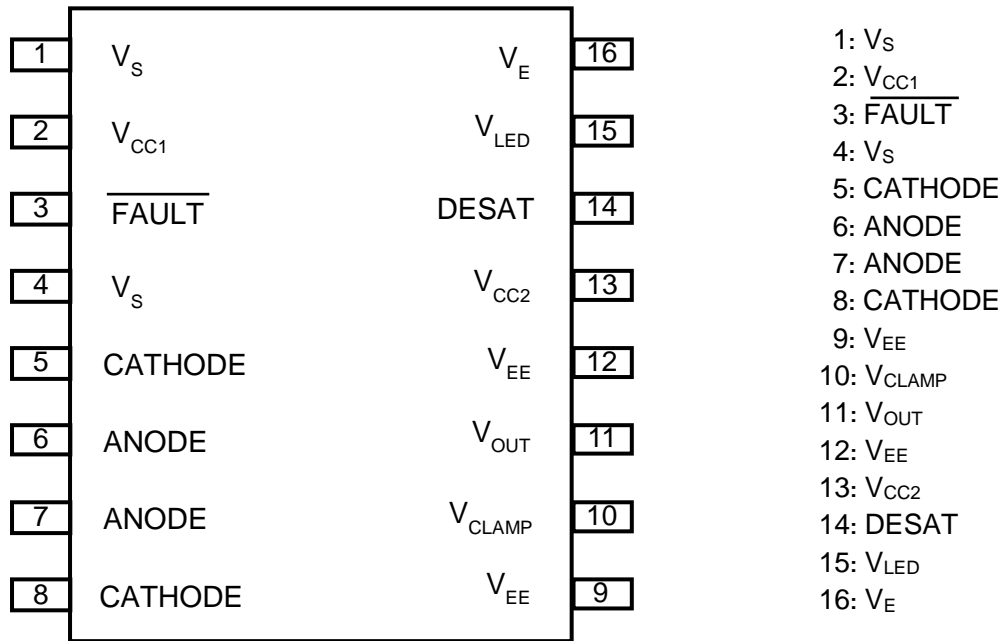 1 V_S V_E 16
2 V_CC1 V_LED 15
3 FAULT DESAT 14
4 V_S V_CC2 13
5 CATHODE V_EE 12
6 ANODE V_OUT 11
7 ANODE V_CLAMP 10
8 CATHODE V_EE 9
1: V_S
2: V_CC1
3: FAULT
4: V_S
5: CATHODE
6: ANODE
7: ANODE
8: CATHODE
9: V_EE
10: V_CLAMP
11: V_OUT
12: V_EE
13: V_CC2
14: DESAT
15: V_LED
16: V_E